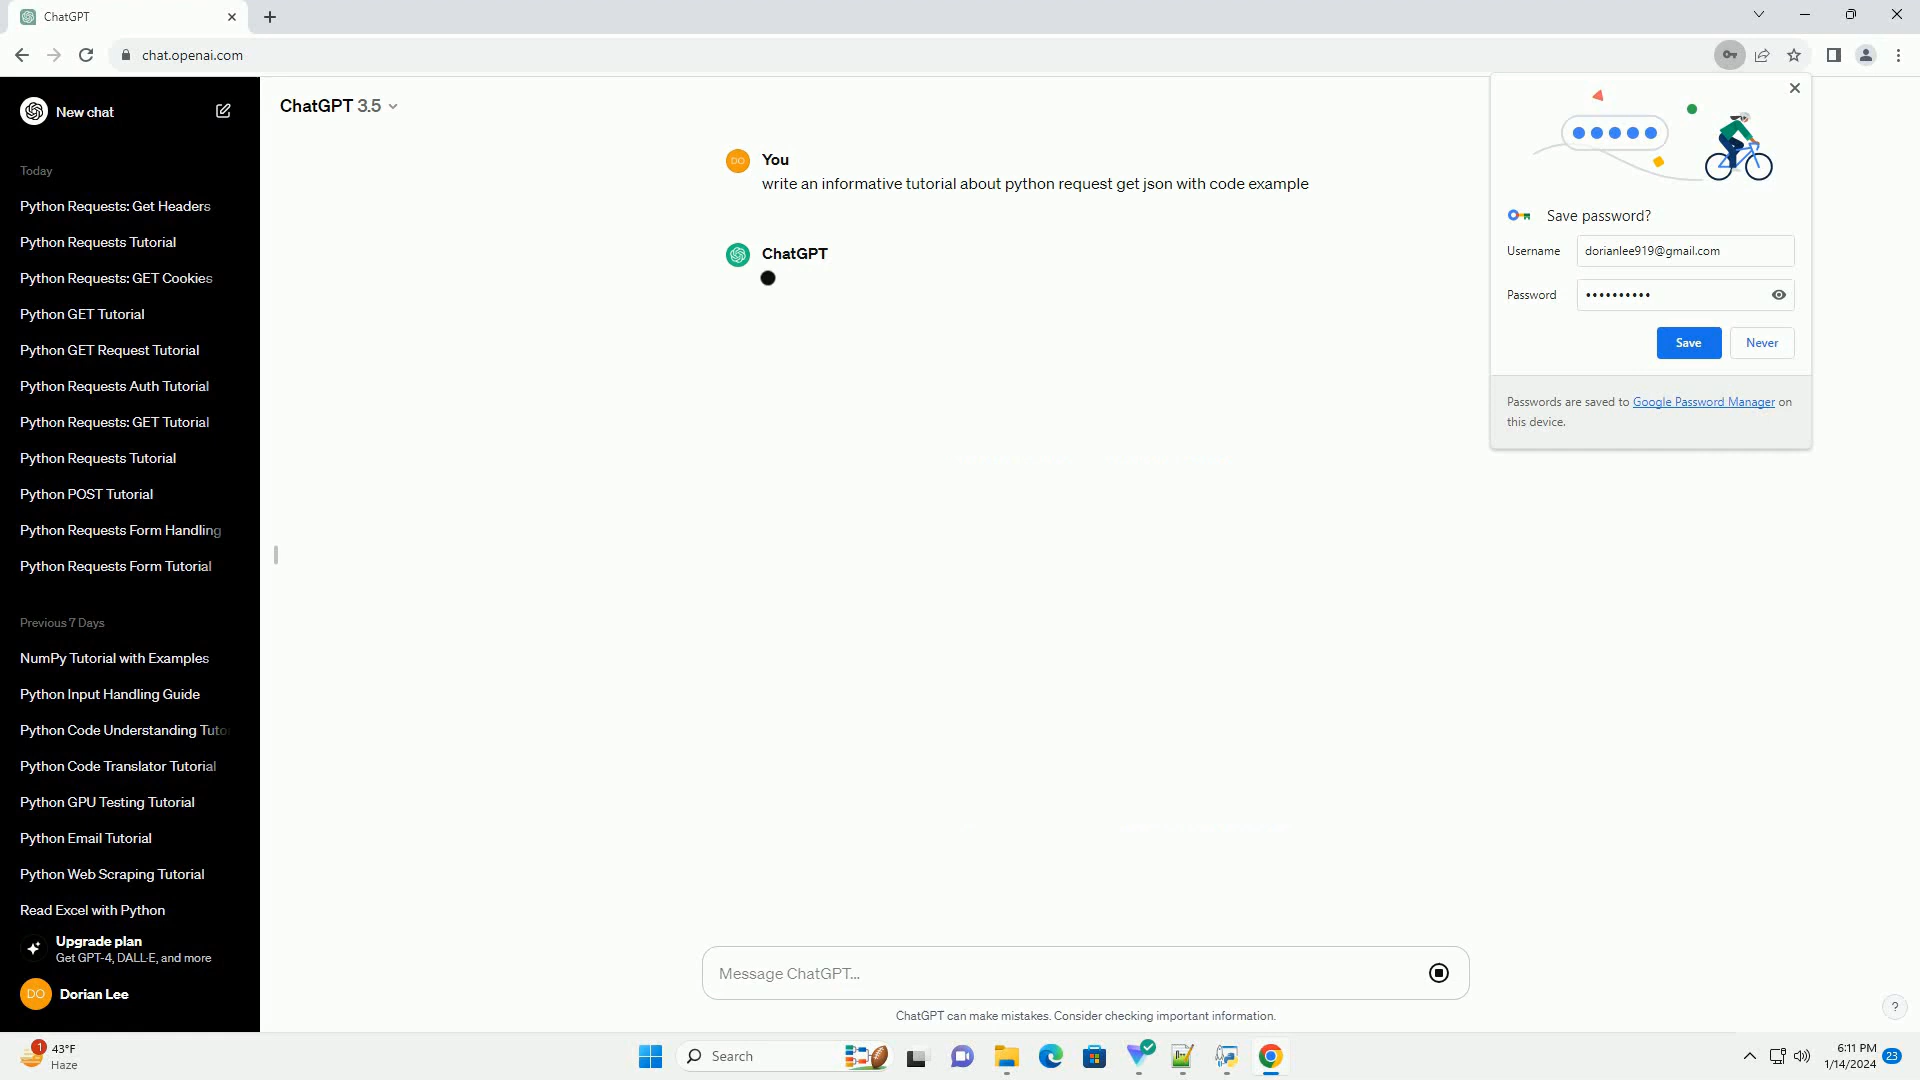 ChatGPT
chat.openai.com
New chat
Today
Python Requests: Get Headers
Python Requests Tutorial
Python Requests: GET Cookies
Python GET Tutorial
Python GET Request Tutorial
Python Requests Auth Tutorial
Python Requests: GET Tutorial
Python Requests Tutorial
Python POST Tutorial
Python Requests Form Handling
Python Requests Form Tutorial
Previous 7 Days
NumPy Tutorial with Examples
Python Input Handling Guide
Python Code Understanding Tuto
Python Code Translator Tutorial
Python GPU Testing Tutorial
Python Email Tutorial
Python Web Scraping Tutorial
Read Excel with Python
Upgrade plan
Get GPT-4, DALL·E, and more
DO Dorian Lee
ChatGPT 3.5
DO You
write an informative tutorial about python request get json with code example
ChatGPT
Save password?
Username dorianlee919@gmail.com
Password ••••••••••
Save Never
Passwords are saved to Google Password Manager on
this device.
Message ChatGPT...
ChatGPT can make mistakes. Consider checking important information.
?
1 43°F
Haze
Search
6:11 PM
1/14/2024 23